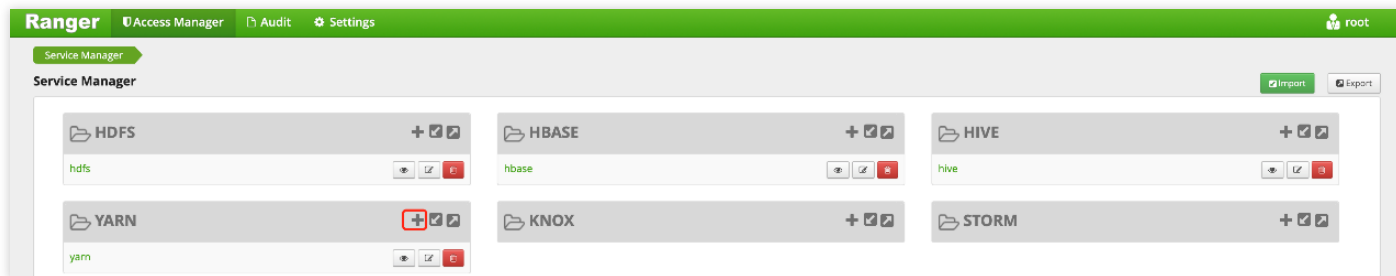 Ranger Access Manager Audit Settings root
Service Manager
Service Manager Import Export
HDFS HBASE HIVE
hdfs hbase hive
YARN KNOX STORM
yarn